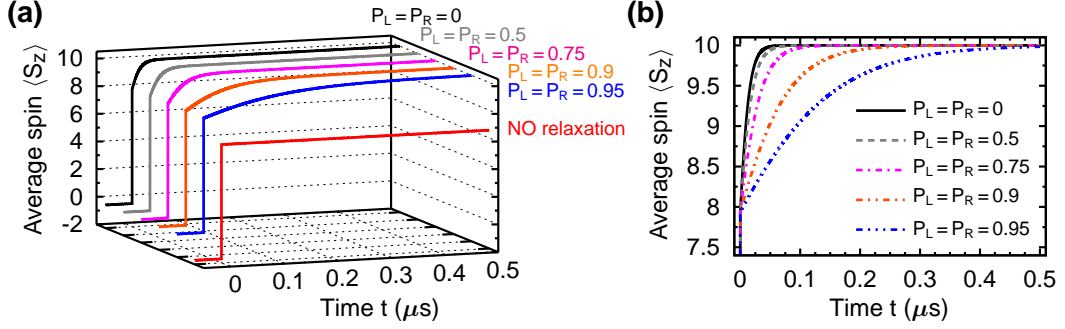 (a)
P_L = P_R = 0
P_L = P_R = 0.5
P_L = P_R = 0.75
P_L = P_R = 0.9
P_L = P_R = 0.95
NO relaxation
Average spin ⟨S_Z⟩
10
8
6
4
2
0
-2
0
0.1
0.2
0.3
0.4
0.5
Time t (μs)
(b)
Average spin ⟨S_Z⟩
10
9.5
9
8.5
8
7.5
P_L = P_R = 0
P_L = P_R = 0.5
P_L = P_R = 0.75
P_L = P_R = 0.9
P_L = P_R = 0.95
0
0.1
0.2
0.3
0.4
0.5
Time t (μs)